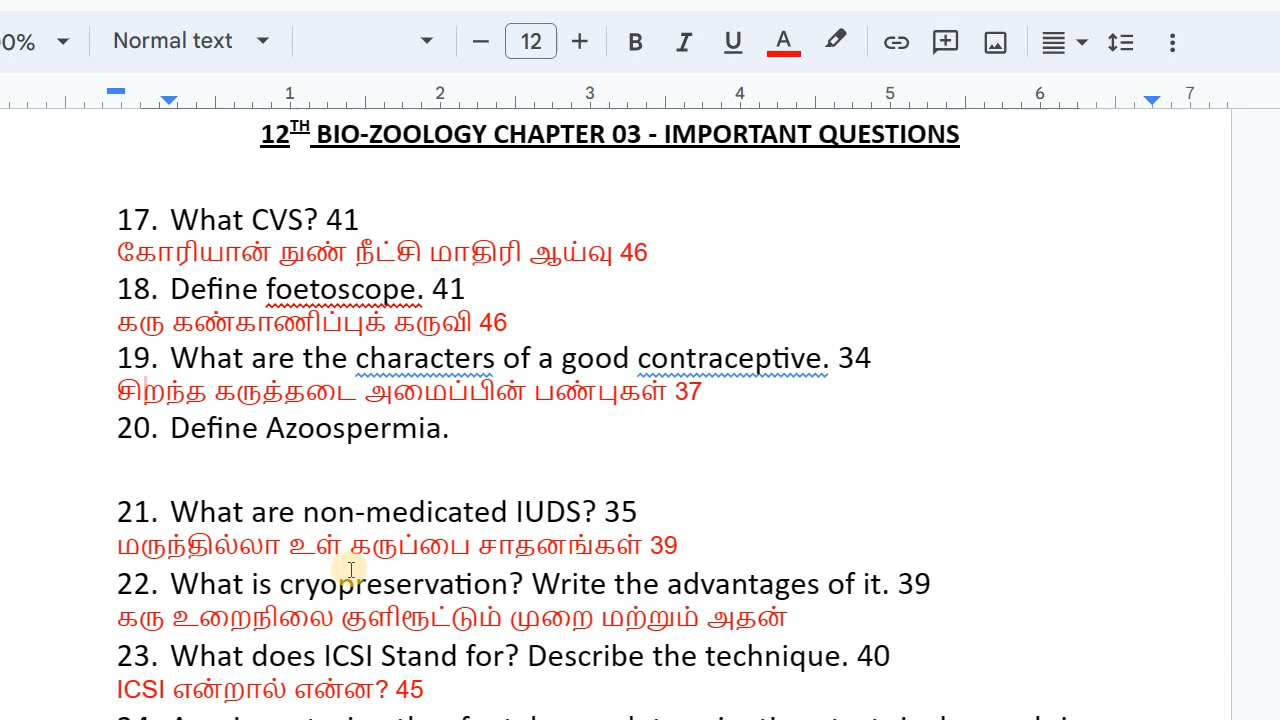 0%
Normal text
12
B I U A
1 2 3 4 5 6 7
12TH BIO-ZOOLOGY CHAPTER 03 - IMPORTANT QUESTIONS
17. What CVS? 41
கோரியான் நுண் நீட்சி மாதிரி ஆய்வு 46
18. Define foetoscope. 41
கரு கண்காணிப்புக் கருவி 46
19. What are the characters of a good contraceptive. 34
சிறந்த கருத்தடை அமைப்பின் பண்புகள் 37
20. Define Azoospermia.
21. What are non-medicated IUDS? 35
மருந்தில்லா உள் கருப்பை சாதனங்கள் 39
22. What is cryopreservation? Write the advantages of it. 39
கரு உறைநிலை குளிரூட்டும் முறை மற்றும் அதன்
23. What does ICSI Stand for? Describe the technique. 40
ICSI என்றால் என்ன? 45